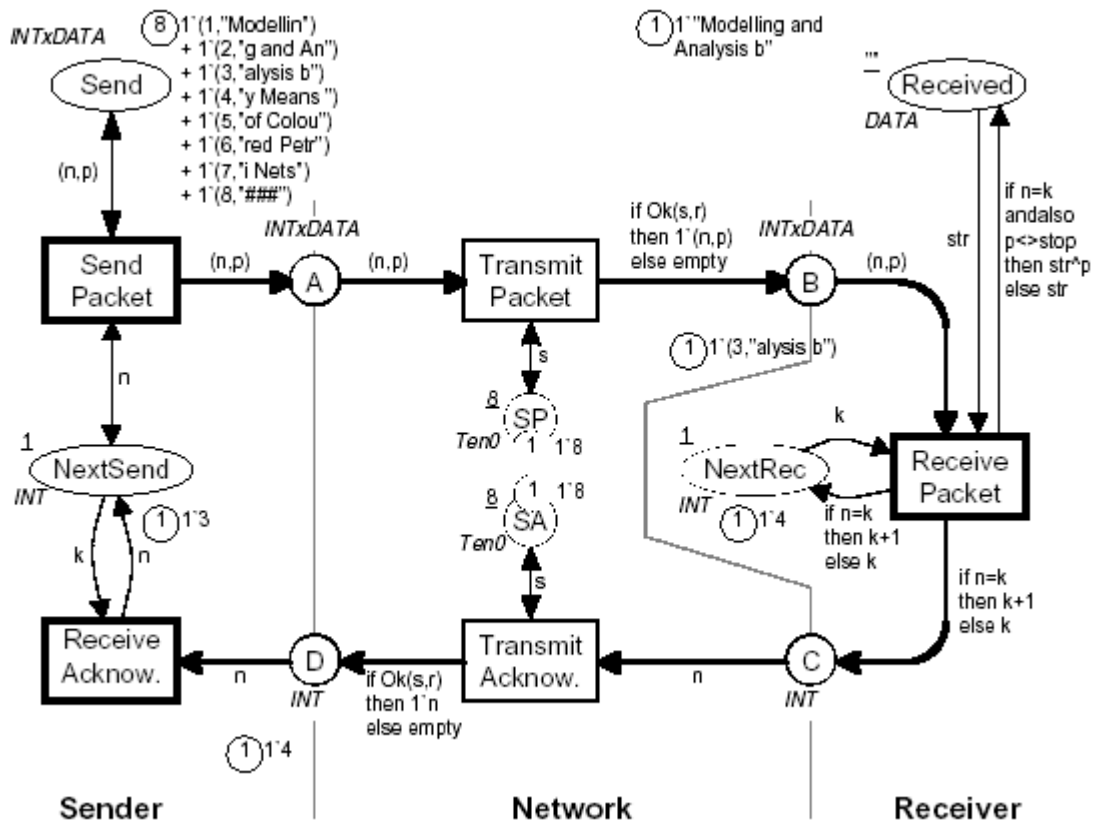 INTxDATA
Send
8
1`(1,"Modellin")
+ 1`(2,"g and An")
+ 1`(3,"alysis b")
+ 1`(4,"y Means ")
+ 1`(5,"of Colou")
+ 1`(6,"red Petr")
+ 1`(7,"i Nets")
+ 1`(8,"###")
1
1`"Modelling and
Analysis b"
""
Received
DATA
(n,p)
Send
Packet
(n,p)
INTxDATA
A
(n,p)
Transmit
Packet
if Ok(s,r)
then 1`(n,p)
else empty
INTxDATA
B
(n,p)
str
if n=k
andalso
p<>stop
then str^p
else str
n
s
1
1`(3,"alysis b")
8
SP
Ten0
1
1`8
1
NextSend
INT
1
1`3
8
1
1`8
SA
Ten0
1
NextRec
INT
1
1`4
k
if n=k
then k+1
else k
Receive
Packet
k
n
s
if n=k
then k+1
else k
Receive
Acknow.
n
D
INT
if Ok(s,r)
then 1`n
else empty
Transmit
Acknow.
n
C
INT
1
1`4
Sender
Network
Receiver